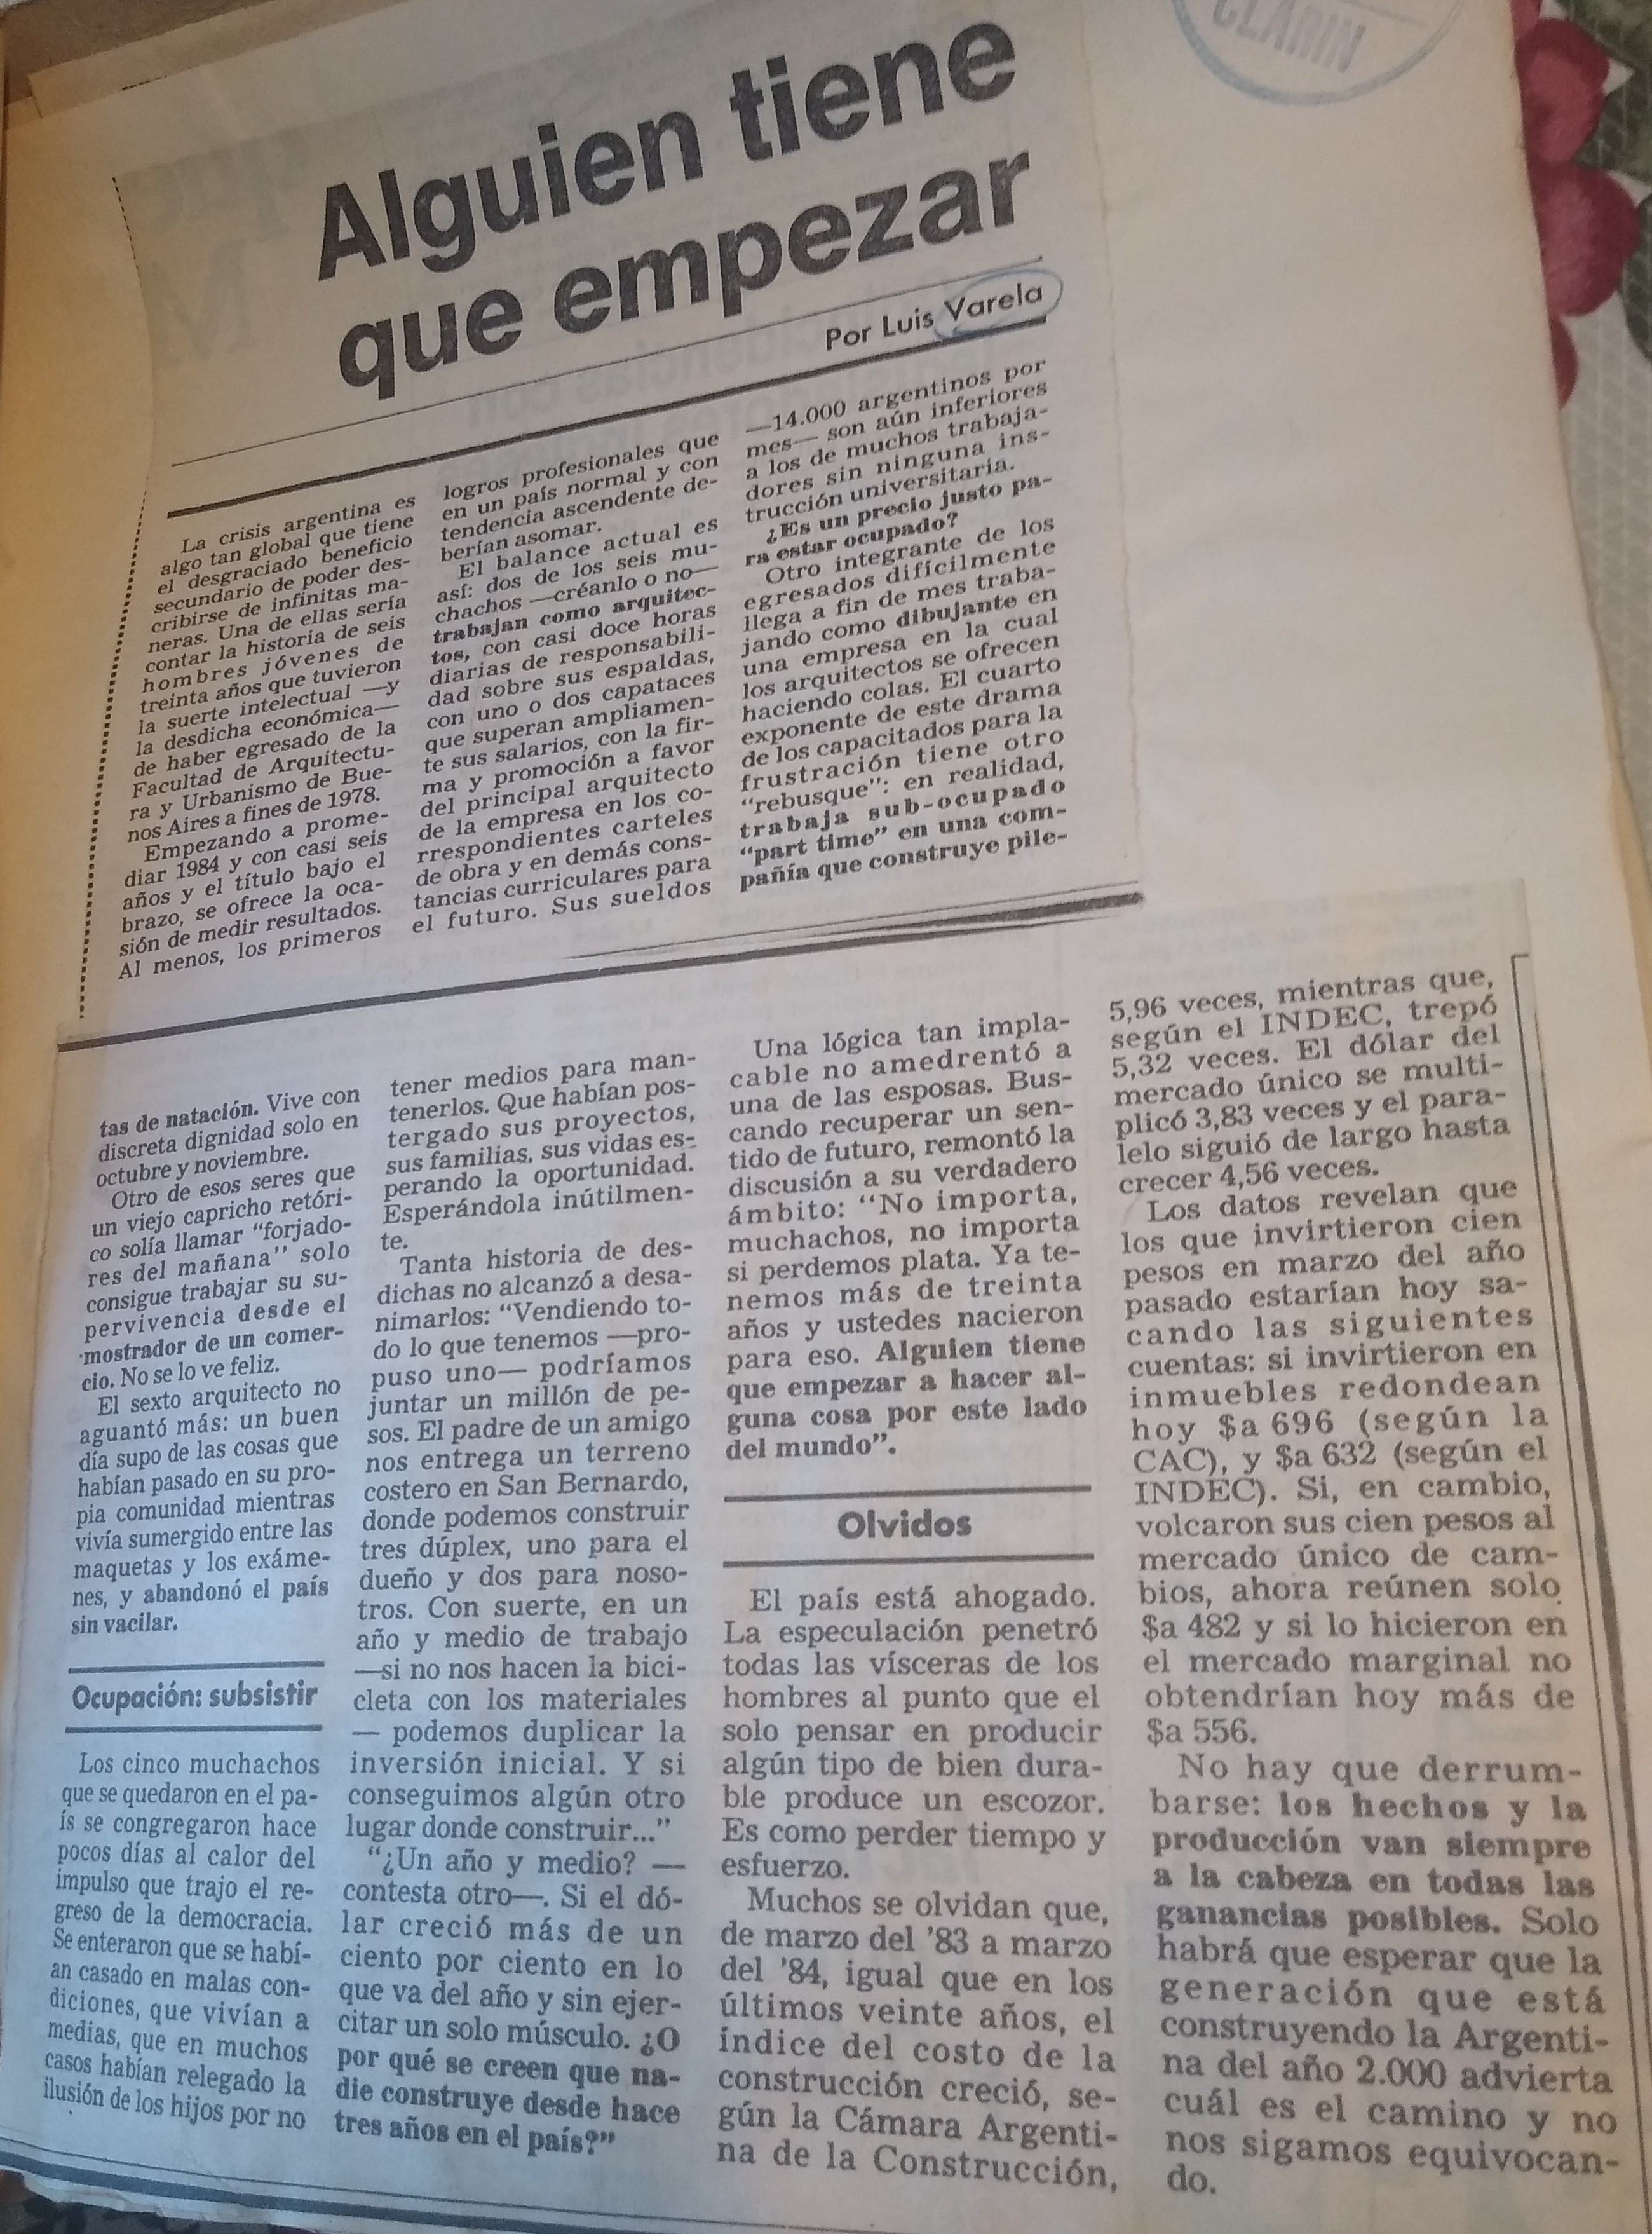 CLARIN
Alguien tiene
que empezar
Por Luis Varela
La crisis argentina es
algo tan global que tiene
el desgraciado beneficio
secundario de poder des-
cribirse de infinitas ma-
neras. Una de ellas sería
contar la historia de seis
hombres jóvenes de
treinta años que tuvieron
la suerte intelectual —y
la desdicha económica—
de haber egresado de la
Facultad de Arquitectu-
ra y Urbanismo de Bue-
nos Aires a fines de 1978.
Empezando a prome-
diar 1984 y con casi seis
años y el título bajo el
brazo, se ofrece la oca-
sión de medir resultados.
Al menos, los primeros
logros profesionales que
en un país normal y con
tendencia ascendente de-
berían asomar.
El balance actual es
así: dos de los seis mu-
chachos —créanlo o no—
trabajan como arquitec-
tos, con casi doce horas
diarias de responsabili-
dad sobre sus espaldas,
con uno o dos capataces
que superan ampliamen-
te sus salarios, con la fir-
ma y promoción a favor
del principal arquitecto
de la empresa en los co-
rrespondientes carteles
de obra y en demás cons-
tancias curriculares para
el futuro. Sus sueldos
—14.000 argentinos por
mes— son aún inferiores
a los de muchos trabaja-
dores sin ninguna ins-
trucción universitaria.
¿Es un precio justo pa-
ra estar ocupado?
Otro integrante de los
egresados difícilmente
llega a fin de mes traba-
jando como dibujante en
una empresa en la cual
los arquitectos se ofrecen
haciendo colas. El cuarto
exponente de este drama
de los capacitados para la
frustración tiene otro
"rebusque": en realidad,
trabaja sub-ocupado
"part time" en una com-
pañía que construye pile-
tas de natación. Vive con
discreta dignidad solo en
octubre y noviembre.
Otro de esos seres que
un viejo capricho retóri-
co solía llamar "forjado-
res del mañana" solo
consigue trabajar su su-
pervivencia desde el
mostrador de un comer-
cio. No se lo ve feliz.
El sexto arquitecto no
aguantó más: un buen
día supo de las cosas que
habían pasado en su pro-
pia comunidad mientras
vivía sumergido entre las
maquetas y los exáme-
nes, y abandonó el país
sin vacilar.
Ocupación: subsistir
Los cinco muchachos
que se quedaron en el pa-
ís se congregaron hace
pocos días al calor del
impulso que trajo el re-
greso de la democracia.
Se enteraron que se habí-
an casado en malas con-
diciones, que vivían a
medias, que en muchos
casos habían relegado la
ilusión de los hijos por no
tener medios para man-
tenerlos. Que habían pos-
tergado sus proyectos,
sus familias, sus vidas es-
perando la oportunidad.
Esperándola inútilmen-
te.
Tanta historia de des-
dichas no alcanzó a desa-
nimarlos: "Vendiendo to-
do lo que tenemos —pro-
puso uno— podríamos
juntar un millón de pe-
sos. El padre de un amigo
nos entrega un terreno
costero en San Bernardo,
donde podemos construir
tres dúplex, uno para el
dueño y dos para noso-
tros. Con suerte, en un
año y medio de trabajo
—si no nos hacen la bici-
cleta con los materiales
— podemos duplicar la
inversión inicial. Y si
conseguimos algún otro
lugar donde construir..."
"¿Un año y medio? —
contesta otro—. Si el dó-
lar creció más de un
ciento por ciento en lo
que va del año y sin ejer-
citar un solo músculo. ¿O
por qué se creen que na-
die construye desde hace
tres años en el país?"
Una lógica tan impla-
cable no amedrentó a
una de las esposas. Bus-
cando recuperar un sen-
tido de futuro, remontó la
discusión a su verdadero
ámbito: "No importa,
muchachos, no importa
si perdemos plata. Ya te-
nemos más de treinta
años y ustedes nacieron
para eso. Alguien tiene
que empezar a hacer al-
guna cosa por este lado
del mundo".
Olvidos
El país está ahogado.
La especulación penetró
todas las vísceras de los
hombres al punto que el
solo pensar en producir
algún tipo de bien dura-
ble produce un escozor.
Es como perder tiempo y
esfuerzo.
Muchos se olvidan que,
de marzo del '83 a marzo
del '84, igual que en los
últimos veinte años, el
índice del costo de la
construcción creció, se-
gún la Cámara Argenti-
na de la Construcción,
5,96 veces, mientras que,
según el INDEC, trepó
5,32 veces. El dólar del
mercado único se multi-
plicó 3,83 veces y el para-
lelo siguió de largo hasta
crecer 4,56 veces.
Los datos revelan que
los que invirtieron cien
pesos en marzo del año
pasado estarían hoy sa-
cando las siguientes
cuentas: si invirtieron en
inmuebles redondean
hoy $a 696 (según la
CAC), y $a 632 (según el
INDEC). Si, en cambio,
volcaron sus cien pesos al
mercado único de cam-
bios, ahora reúnen solo
$a 482 y si lo hicieron en
el mercado marginal no
obtendrían hoy más de
$a 556.
No hay que derrum-
barse: los hechos y la
producción van siempre
a la cabeza en todas las
ganancias posibles. Solo
habrá que esperar que la
generación que está
construyendo la Argenti-
na del año 2.000 advierta
cuál es el camino y no
nos sigamos equivocan-
do.